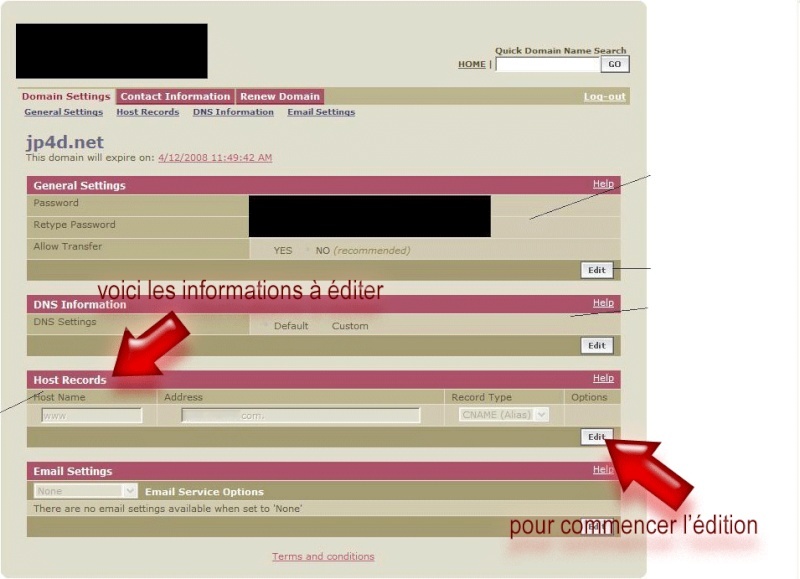 Quick Domain Name Search
HOME | GO
Domain Settings Contact Information Renew Domain Log-out
General Settings Host Records DNS Information Email Settings
jp4d.net
This domain will expire on: 4/12/2008 11:49:42 AM
General Settings Help
Password
Retype Password
Allow Transfer YES NO (recommended)
Edit
voici les informations à éditer
DNS Information Help
DNS Settings Default Custom
Edit
Host Records Help
Host Name Address Record Type Options
www com. CNAME (Alias)
Edit
Email Settings Help
None Email Service Options
There are no email settings available when set to 'None'
Edit
pour commencer l'édition
Terms and conditions